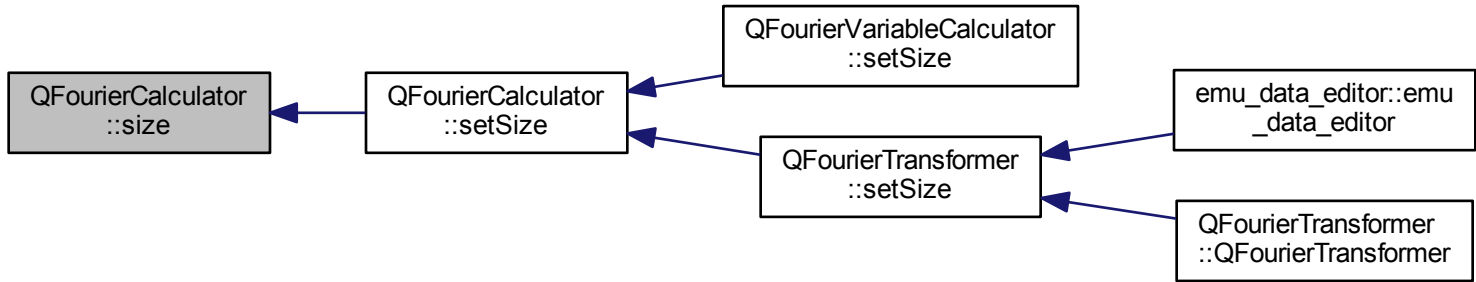 QFourierCalculator
::size
QFourierCalculator
::setSize
QFourierVariableCalculator
::setSize
QFourierTransformer
::setSize
emu_data_editor::emu
_data_editor
QFourierTransformer
::QFourierTransformer